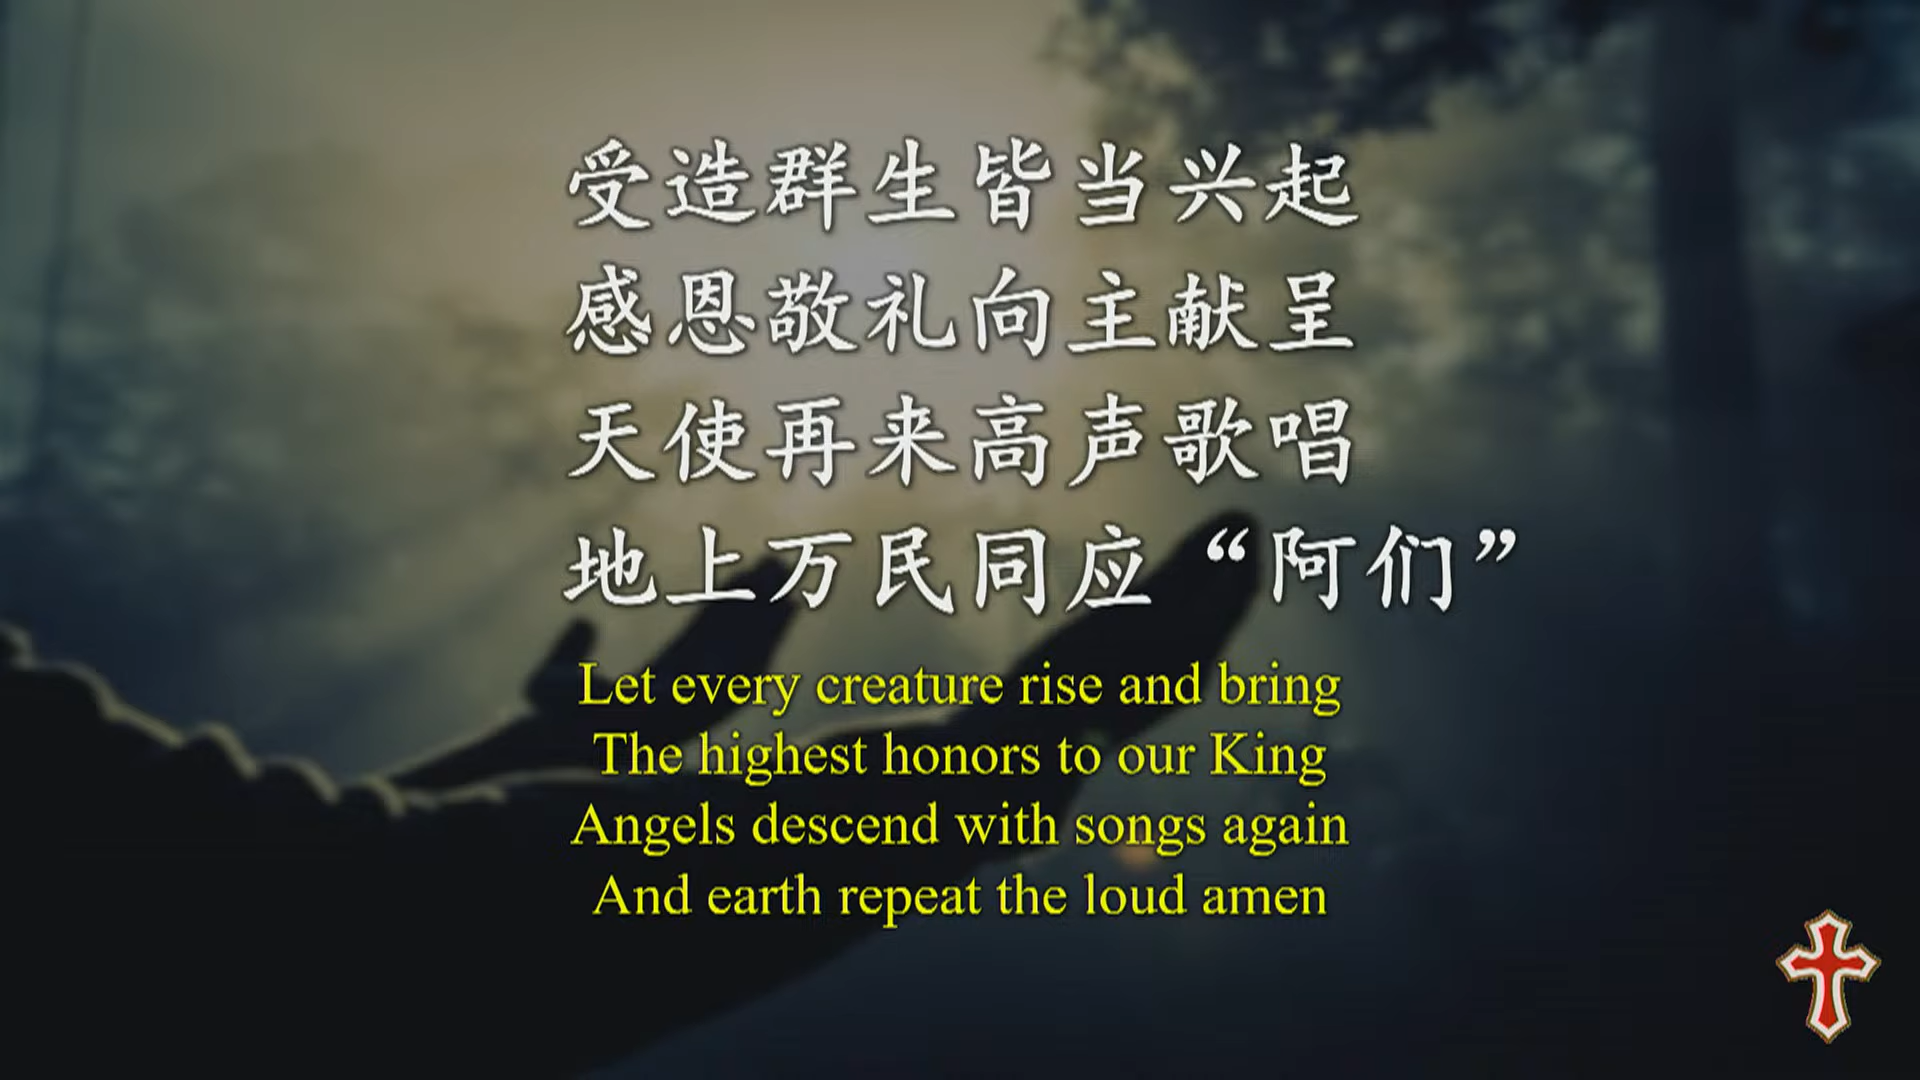 受造群生皆当兴起
感恩敬礼向主献呈
天使再来高声歌唱
地上万民同应“阿们”
Let every creature rise and bring
The highest honors to our King
Angels descend with songs again
And earth repeat the loud amen